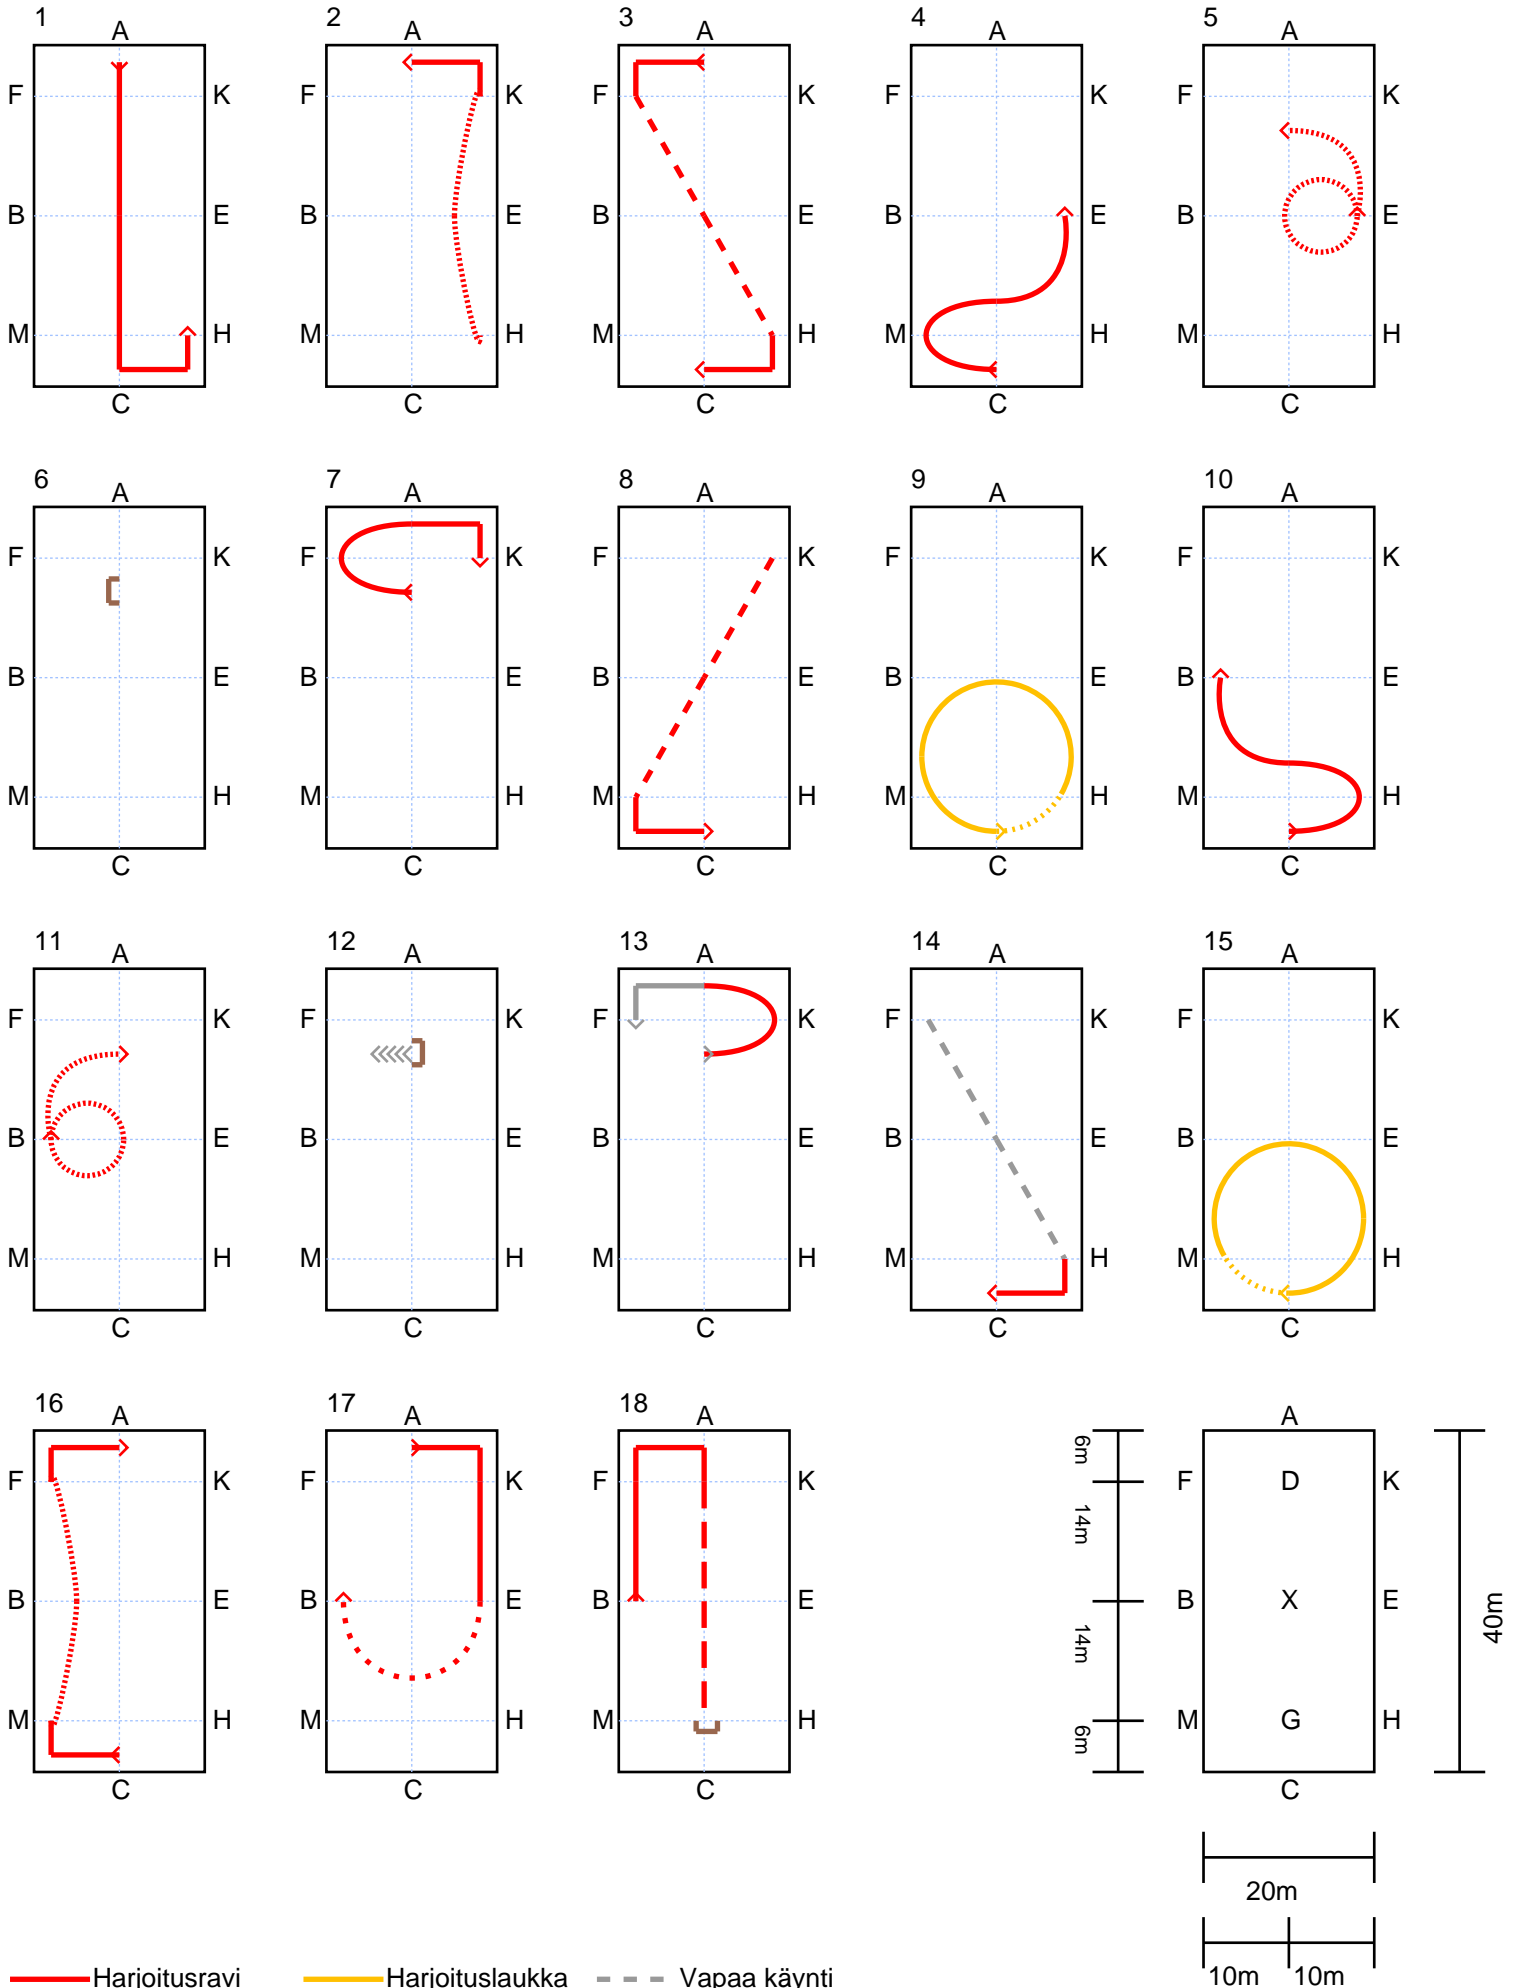 1 2 3 4 5
A A A A A
F K F K F K F K F K
B E B E B E B E B E
M H M H M H M H M H
C C C C C
6 7 8 9 10
A A A A A
F K F K F K F K F K
B E B E B E B E B E
M H M H M H M H M H
C C C C C
11 12 13 14 15
A A A A A
F K F K F K F K F K
B E B E B E B E B E
M H M H M H M H M H
C C C C C
16 17 18
A A A A
6m
F K F K F K F D K
14m
B E B E B E B X E
40m
14m
M H M H M H M G H
6m
C C C C
20m
10m 10m
Harjoitusravi Harjoituslaukka Vapaa käynti